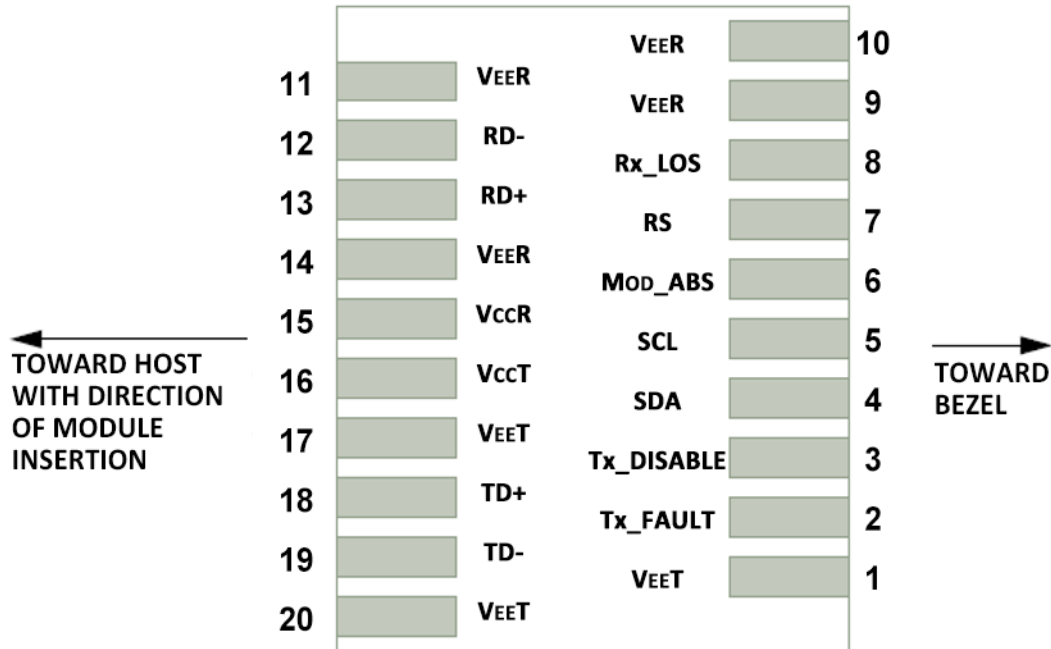 VEER 10
11 VEER
VEER 9
12 RD-
Rx_LOS 8
13 RD+
RS 7
14 VEER
MOD_ABS 6
15 VCCR
SCL 5
16 VCCT
SDA 4
17 VEET
Tx_DISABLE 3
18 TD+
Tx_FAULT 2
19 TD-
VEET 1
20 VEET
TOWARD HOST
WITH DIRECTION
OF MODULE
INSERTION
TOWARD
BEZEL